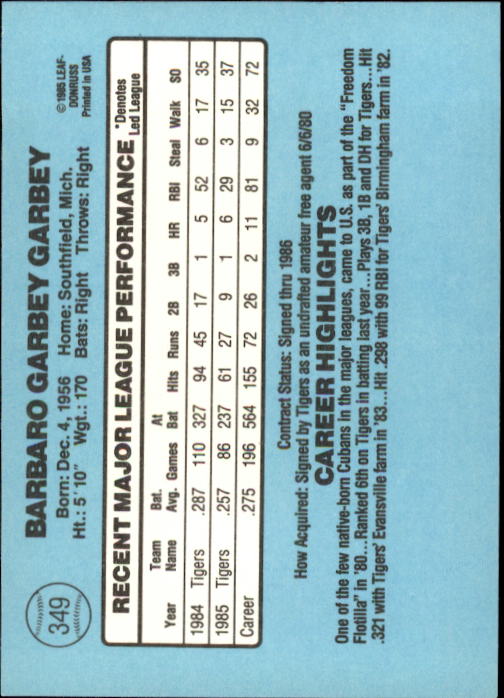 349
BARBARO GARBEY GARBEY
Born: Dec. 4, 1956 Home: Southfield, Mich.
Ht.: 5'10" Wgt.: 170 Bats: Right Throws: Right
©1985 LEAF-
DONRUSS
Printed in USA
RECENT MAJOR LEAGUE PERFORMANCE
*Denotes
Led League
Team Bat. At
Year Name Avg. Games Bat Hits Runs 2B 3B HR RBI Steal Walk SO
1984 Tigers .287 110 327 94 45 17 1 5 52 6 17 35
1985 Tigers .257 86 237 61 27 9 1 6 29 3 15 37
Career .275 196 564 155 72 26 2 11 81 9 32 72
Contract Status: Signed thru 1986
How Acquired: Signed by Tigers as an undrafted amateur free agent 6/6/80
CAREER HIGHLIGHTS
One of the few native-born Cubans in the major leagues, came to U.S. as part of the "Freedom
Flotilla" in '80...Ranked 6th on Tigers in batting last year...Plays 3B, 1B and DH for Tigers...Hit
.321 with Tigers' Evansville farm in '83...Hit .298 with 99 RBI for Tigers' Birmingham farm in '82.